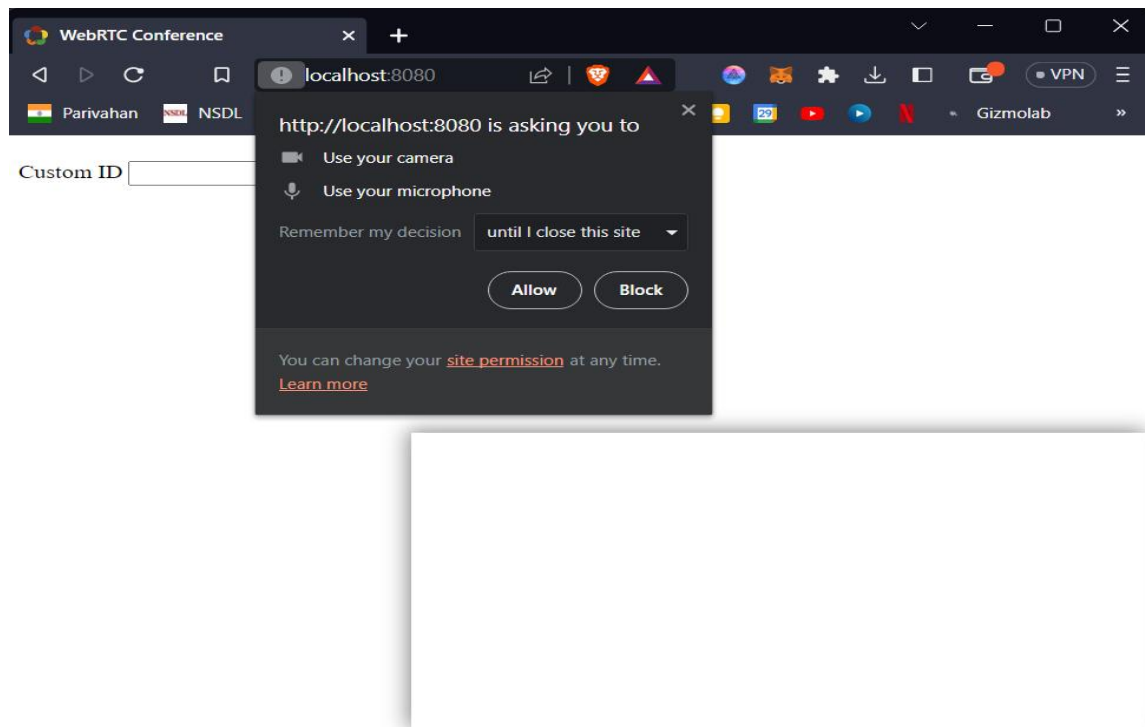 WebRTC Conference
localhost:8080
VPN
Parivahan
NSDL NSDL
29
N
Gizmolab
»
http://localhost:8080 is asking you to
Use your camera
Use your microphone
Remember my decision until I close this site
Allow Block
You can change your site permission at any time.
Learn more
Custom ID